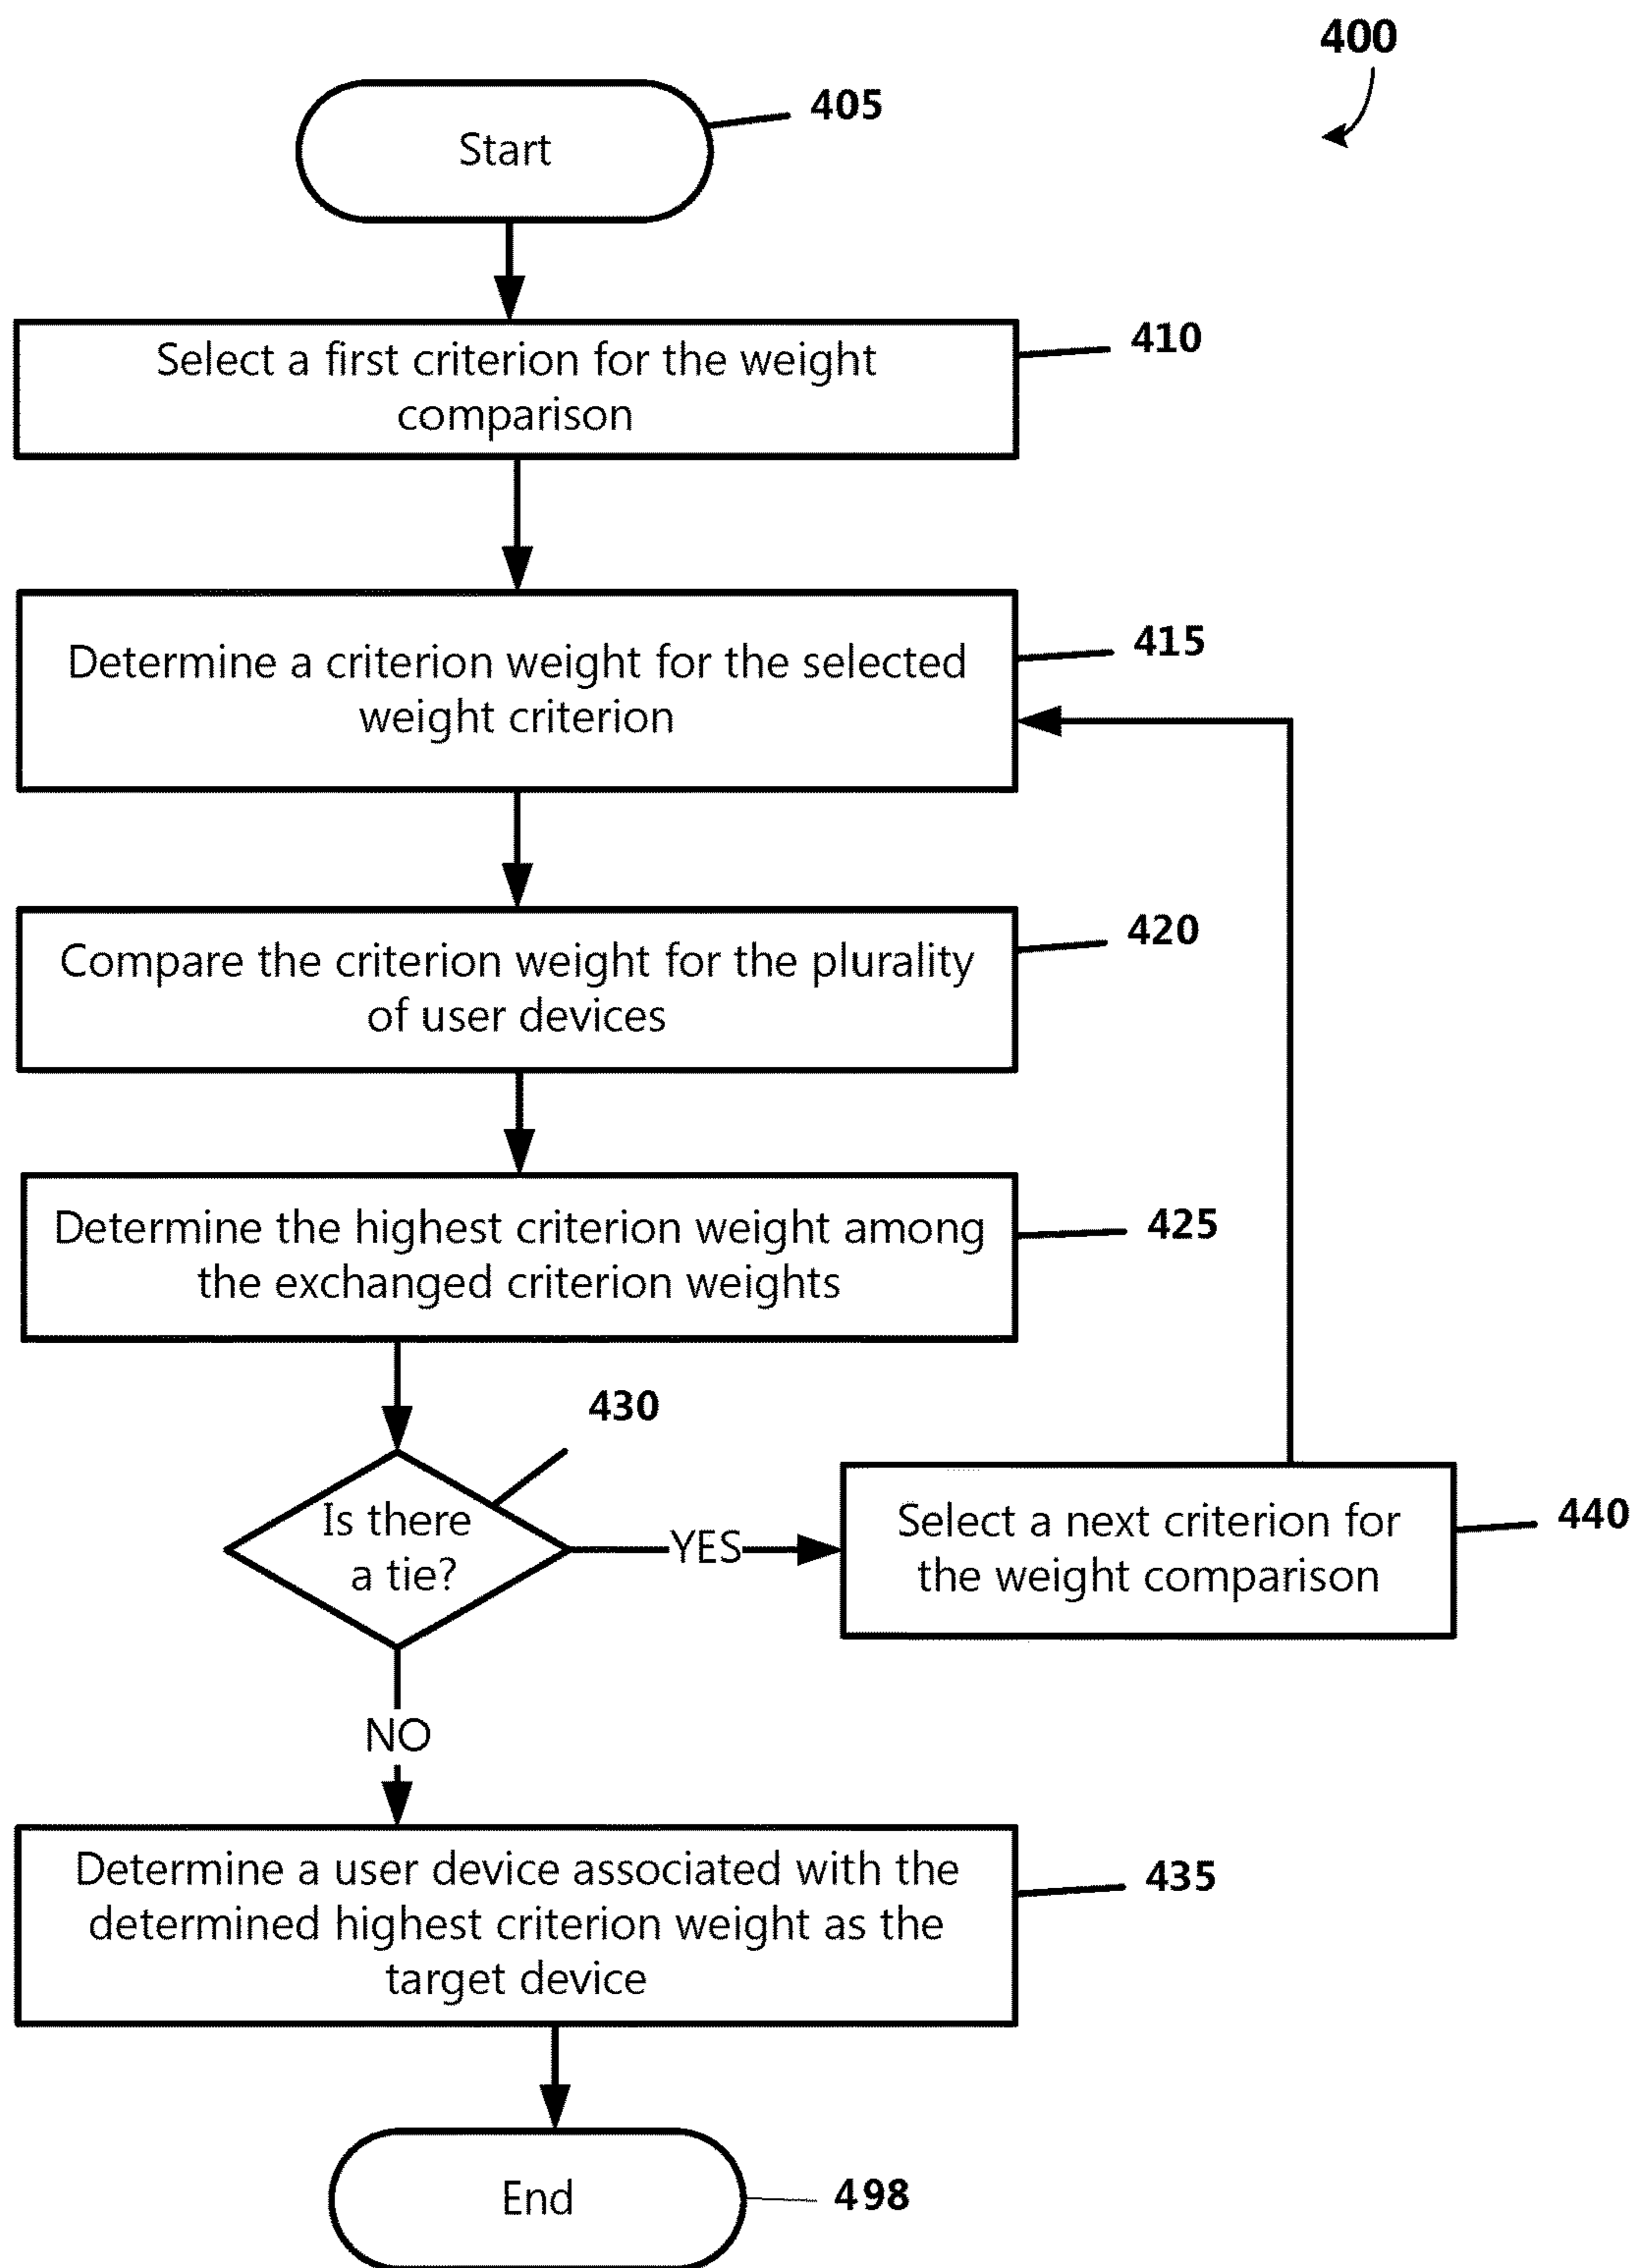 400
Start
405
Select a first criterion for the weight
comparison
410
Determine a criterion weight for the selected
weight criterion
415
Compare the criterion weight for the plurality
of user devices
420
Determine the highest criterion weight among
the exchanged criterion weights
425
430
Is there
a tie?
YES
Select a next criterion for
the weight comparison
440
NO
Determine a user device associated with the
determined highest criterion weight as the
target device
435
End
498